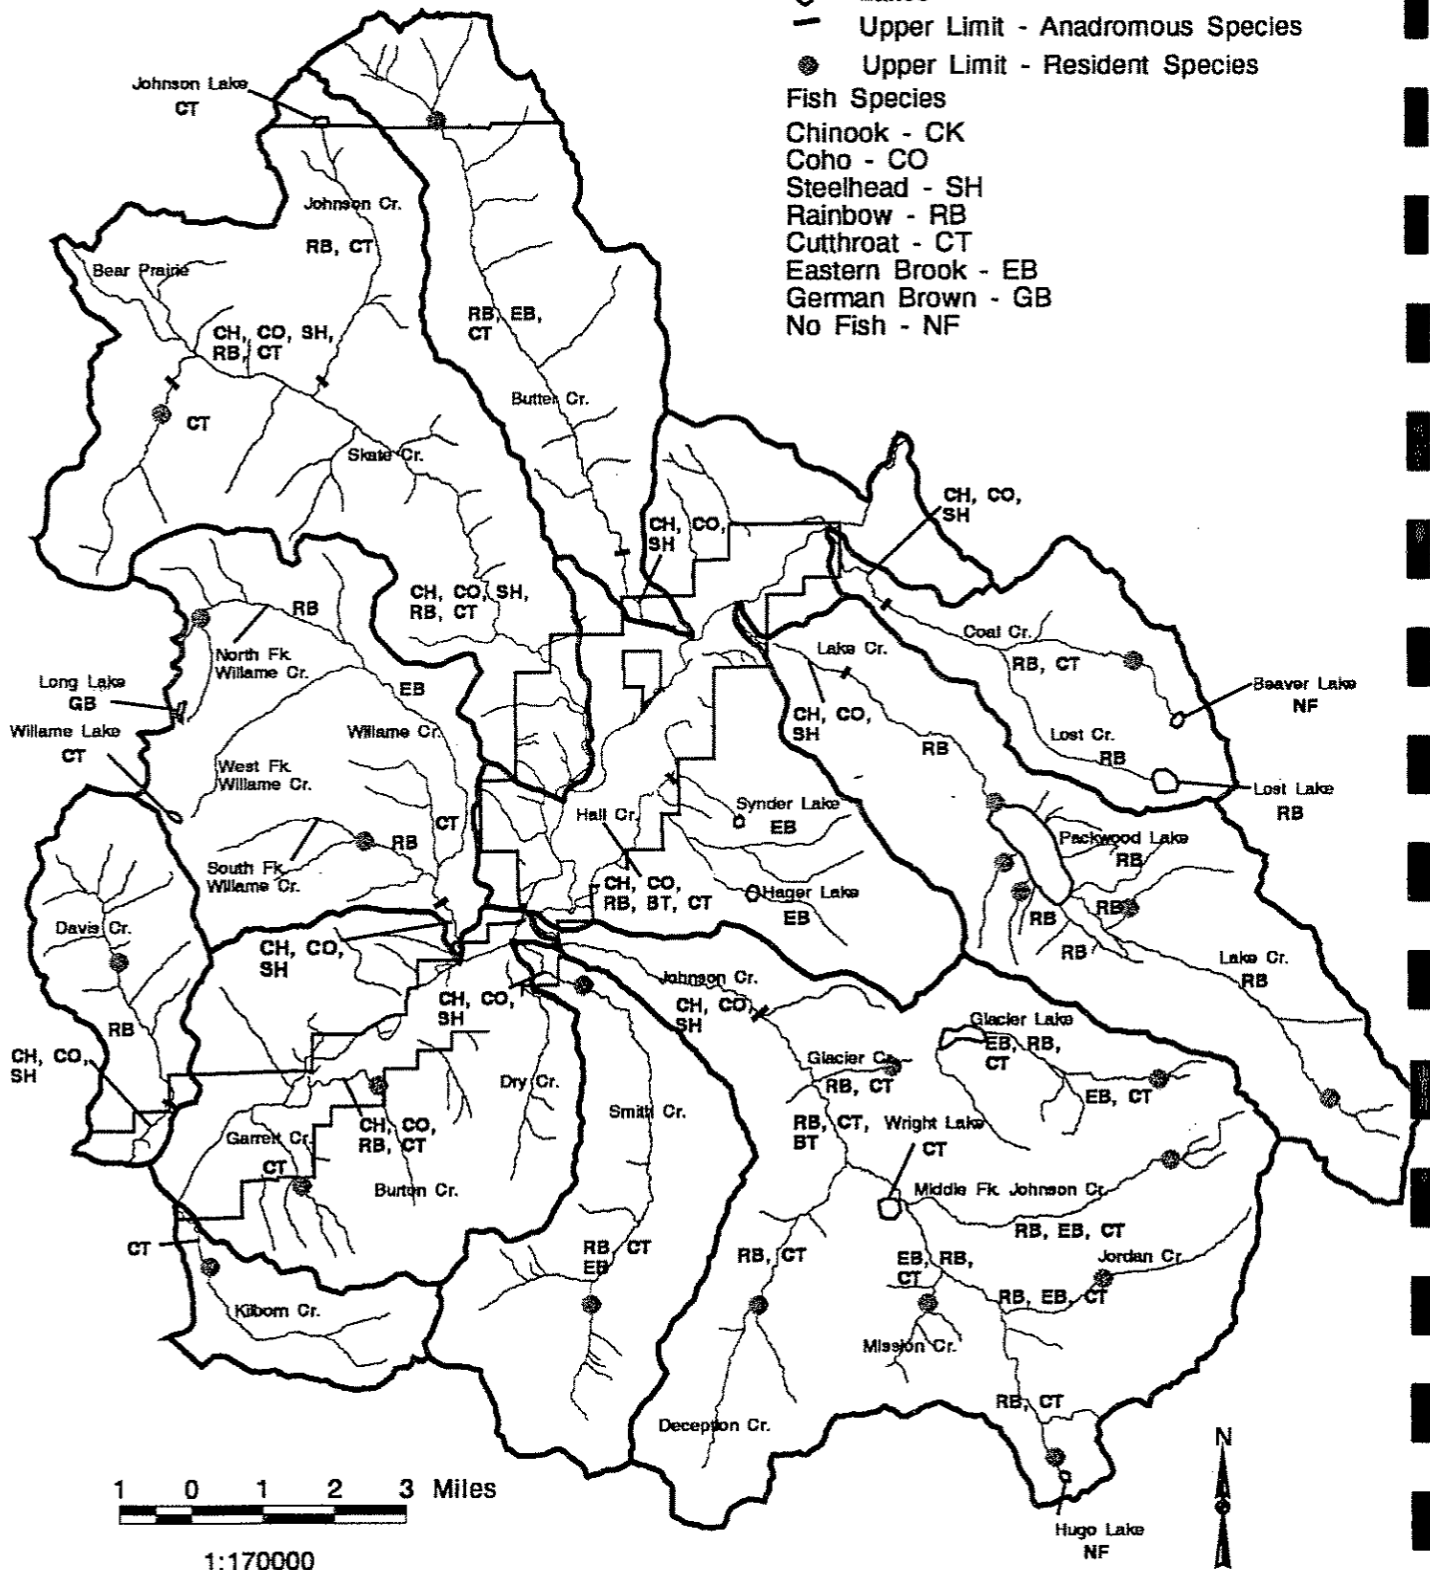 Upper Limit - Anadromous Species
Upper Limit - Resident Species
Fish Species
Chinook - CK
Coho - CO
Steelhead - SH
Rainbow - RB
Cutthroat - CT
Eastern Brook - EB
German Brown - GB
No Fish - NF
Johnson Lake
CT
Johnson Cr.
RB, CT
Bear Prairie
CH, CO, SH,
RB, CT
CT
Skate Cr.
RB, EB,
CT
Butter Cr.
CH, CO,
SH
CH, CO,
SH
CH, CO, SH,
RB, CT
RB
North Fk.
Willame Cr.
EB
Long Lake
GB
Willame Lake
CT
Willame Cr.
West Fk.
Willame Cr.
CT
RB
South Fk.
Willame Cr.
Coal Cr.
RB, CT
Lake Cr.
Beaver Lake
NF
CH, CO,
SH
RB
Lost Cr.
RB
Lost Lake
RB
Synder Lake
EB
Hall Cr.
Packwood Lake
RB
CH, CO,
RB, BT, CT
Hager Lake
EB
RB
RB
RB
Lake Cr.
RB
Davis Cr.
CH, CO,
SH
RB
CH, CO,
SH
CH, CO,
SH
Johnson Cr.
CH, CO,
SH
Glacier Lake
EB, RB,
CT
Glacier Cr.
RB, CT
EB, CT
Dry Cr.
Smith Cr.
RB, CT,
BT
Wright Lake
CT
CH, CO,
RB, CT
Garrett Cr.
CT
Burton Cr.
Middle Fk. Johnson Cr.
RB, EB, CT
CT
RB, CT
EB
RB, CT
EB, RB,
CT
Jordan Cr.
RB, EB, CT
Kilborn Cr.
Mission Cr.
RB, CT
Deception Cr.
N
1 0 1 2 3 Miles
1:170000
Hugo Lake
NF